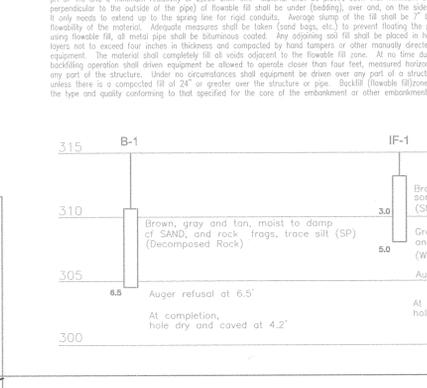 perpendicular to the outside of the pipe) of flowable fill shall be under (bedding), over and, on the side
It only needs to extend up to the spring line for rigid conduits. Average slump of the fill shall be 7"
flowability of the material. Adequate measures shall be taken (sand bags, etc.) to prevent floating the
using flowable fill, all metal pipe shall be bituminous coated. Any adjoining soil fill shall be placed in
layers not to exceed four inches in thickness and compacted by hand tampers or other manually direct
equipment. The material shall completely fill all voids adjacent to the flowable fill zone. At no time du
backfilling operation shall driven equipment be allowed to operate closer than four feet, measured horizon
any part of the structure. Under no circumstances shall equipment be driven over any part of a struct
unless there is a compacted fill of 24" or greater over the structure or pipe. Backfill (flowable fill)zone
the type and quality conforming to that specified for the core of the embankment or other embankment
B-1 IF-1
315
Bro
310 3.0
Brown, gray and tan, moist to damp
cf SAND, and rock frags, trace silt (SP)
(Decomposed Rock)
Gr
5.0
305
Au
6.5 Auger refusal at 6.5'
At completion,
hole dry and caved at 4.2'
At
hol
300